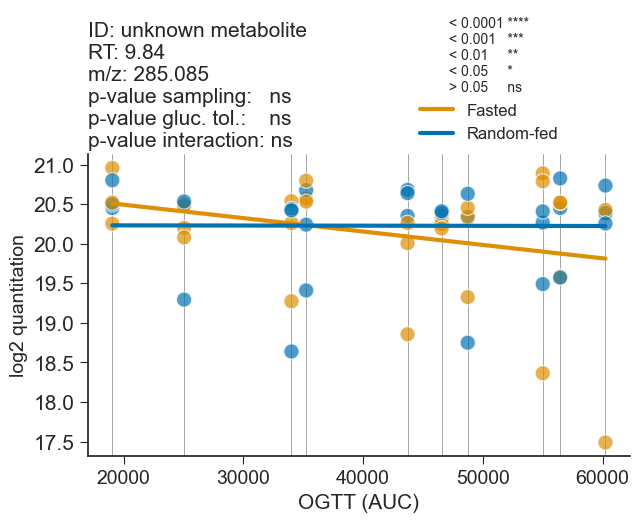 ID: unknown metabolite
RT: 9.84
m/z: 285.085
p-value sampling: ns
p-value gluc. tol.: ns
p-value interaction: ns
< 0.0001 ****
< 0.001 ***
< 0.01 **
< 0.05 *
> 0.05 ns
Fasted
Random-fed
log2 quantitation
21.0
20.5
20.0
19.5
19.0
18.5
18.0
17.5
20000 30000 40000 50000 60000
OGTT (AUC)